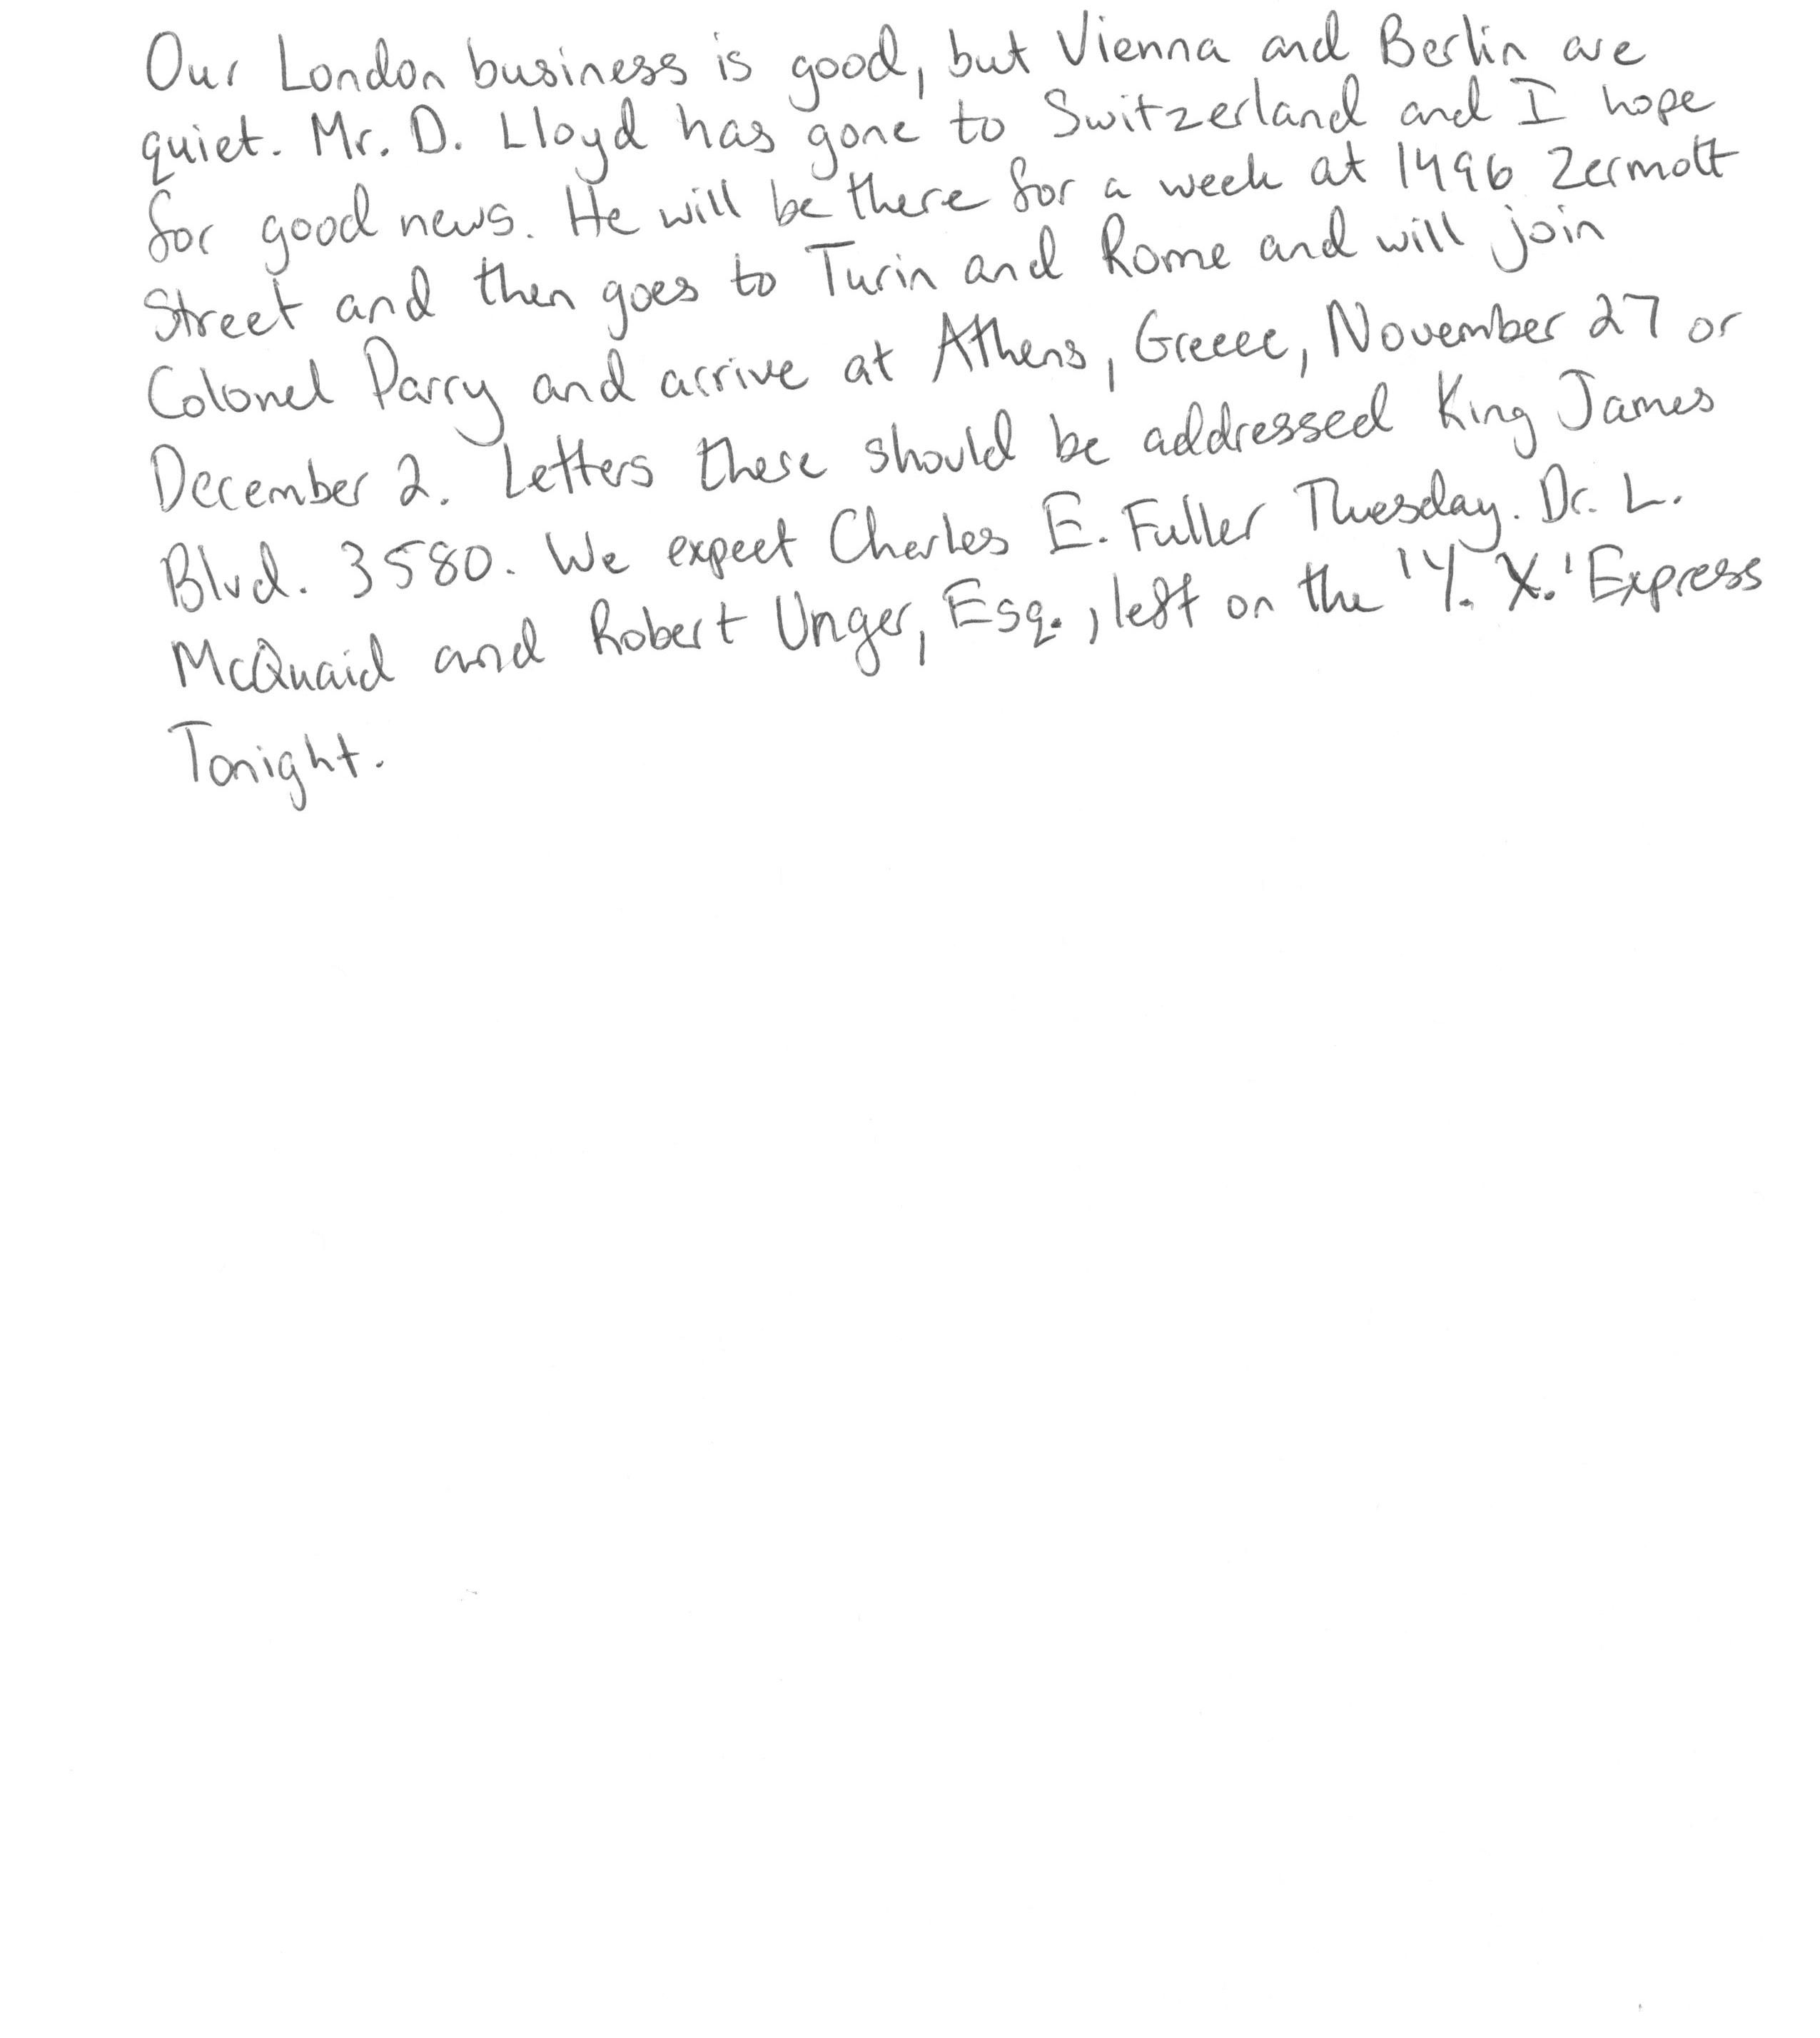 Our London business is good, but Vienna and Berlin are
quiet. Mr. D. Lloyd has gone to Switzerland and I hope
for good news. He will be there for a week at 1496 Zermott
Street and then goes to Turin and Rome and will join
Colonel Parry and arrive at Athens, Greece, November 27 or
December 2. Letters these should be addressed King James
Blvd. 3580. We expect Charles E. Fuller Tuesday. Dr. L.
McQuaid and Robert Unger, Esq., left on the 'Y. X.' Express
Tonight.